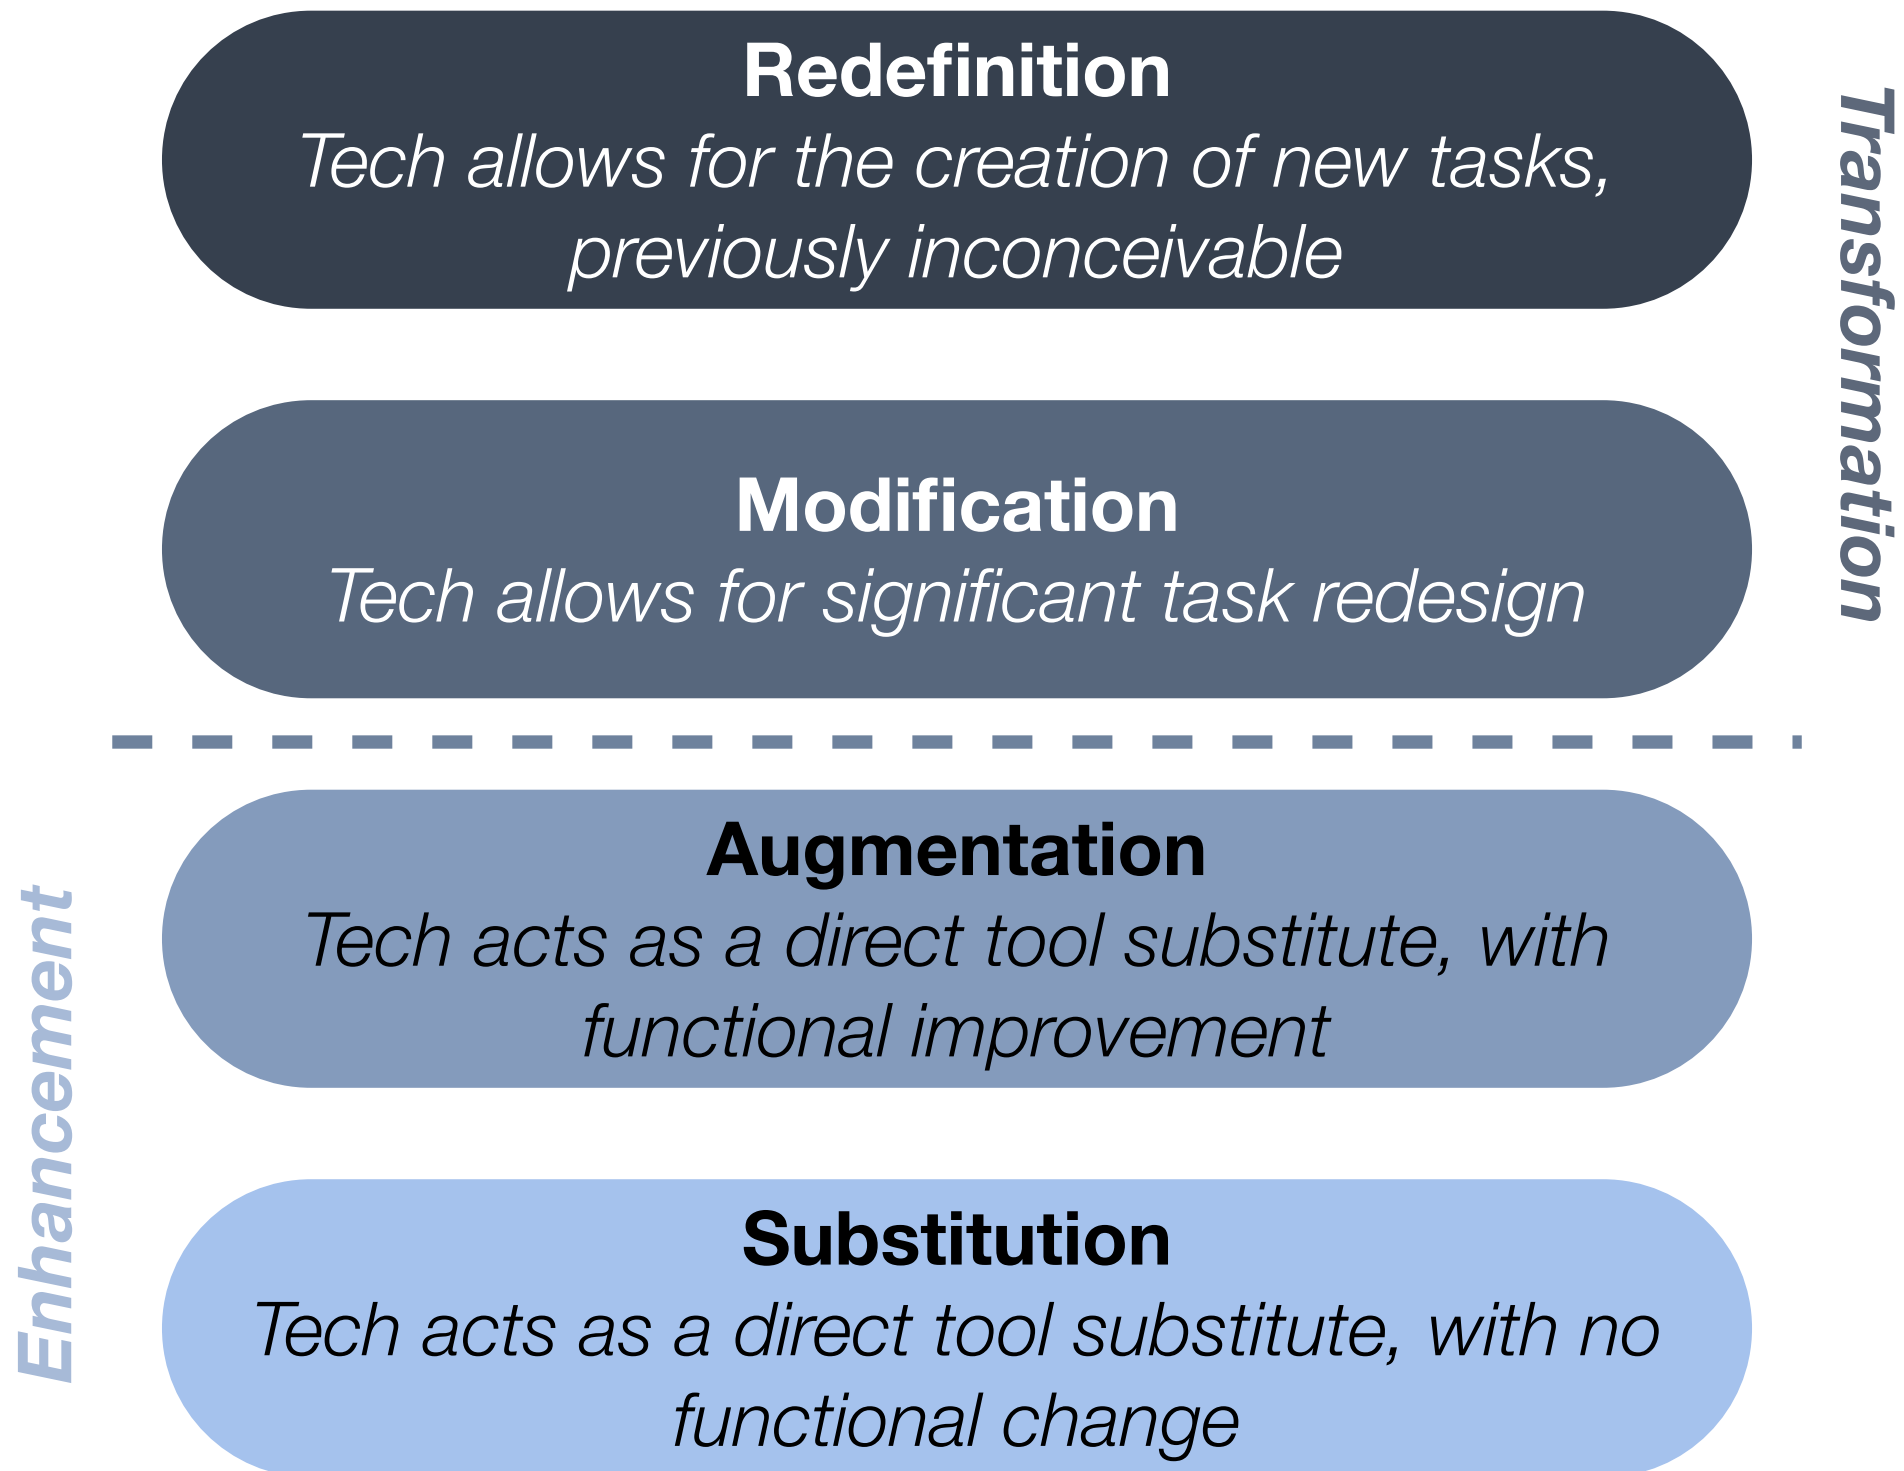 Redefinition
Tech allows for the creation of new tasks,
previously inconceivable
Transformation
Modification
Tech allows for significant task redesign
Augmentation
Tech acts as a direct tool substitute, with
functional improvement
Enhancement
Substitution
Tech acts as a direct tool substitute, with no
functional change